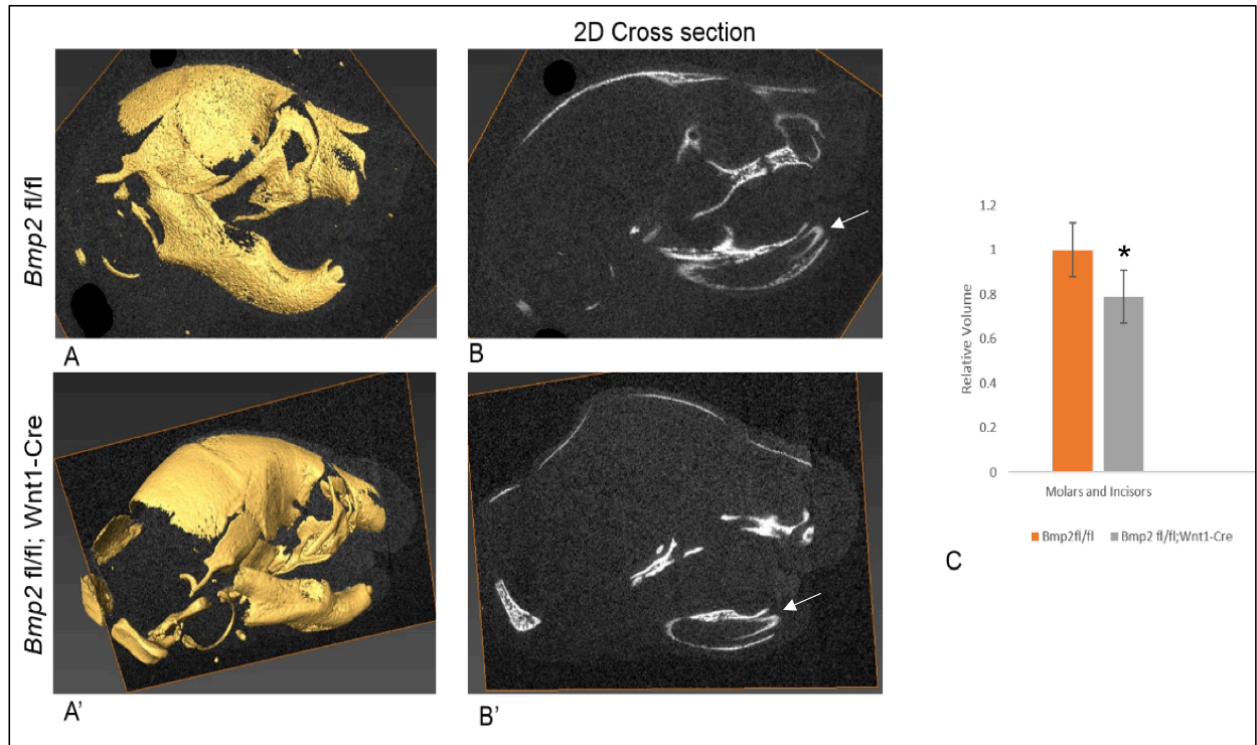 2D Cross section
Bmp2 fl/fl
A
B
Bmp2 fl/fl; Wnt1-Cre
A'
B'
1.2
1
0.8
0.6
0.4
0.2
0
Relative Volume
*
Molars and Incisors
Bmp2fl/fl
Bmp2 fl/fl;Wnt1-Cre
C